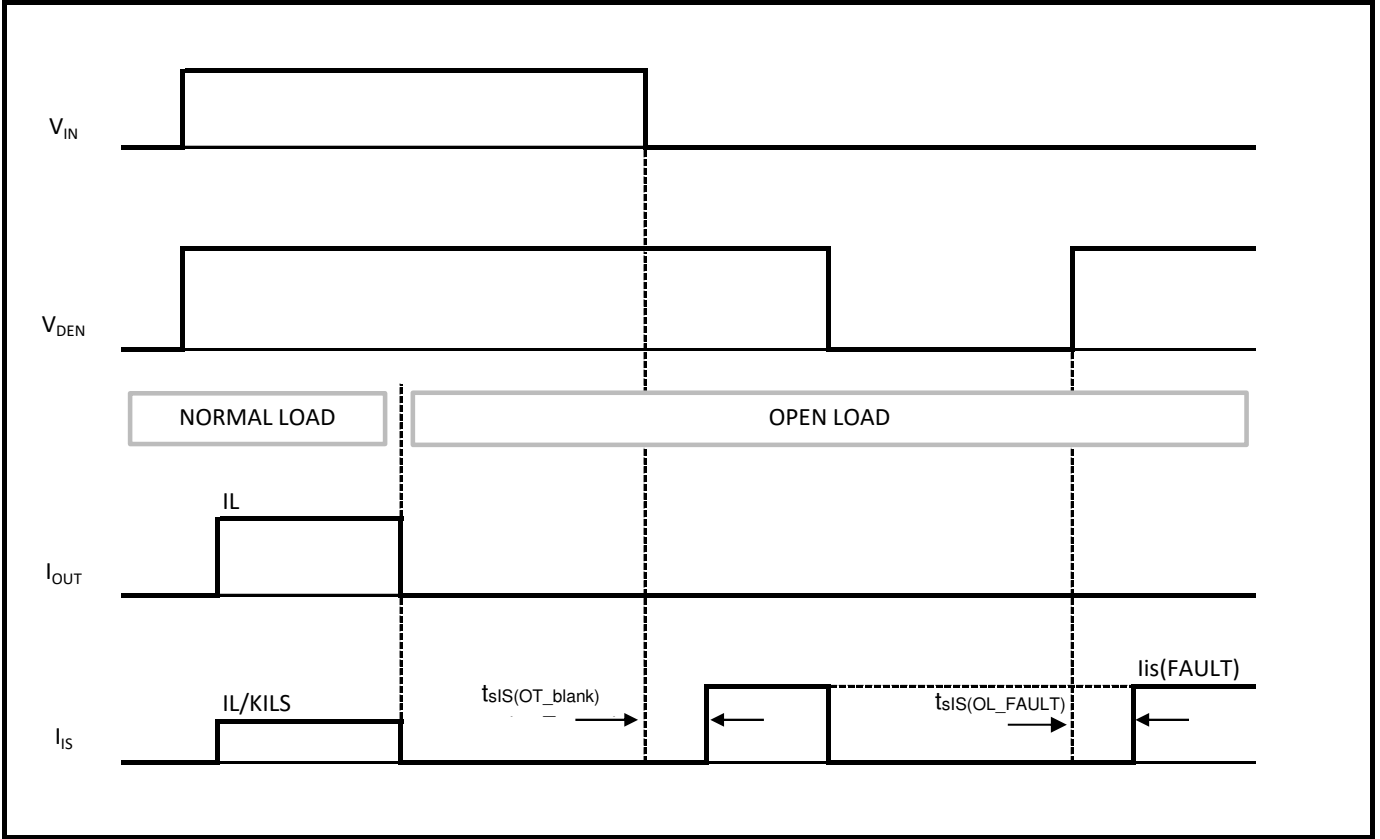 VIN
VDEN
NORMAL LOAD
OPEN LOAD
IL
IOUT
Iis(FAULT)
IL/KILS
tsIS(OT_blank)
tsIS(OL_FAULT)
IIS